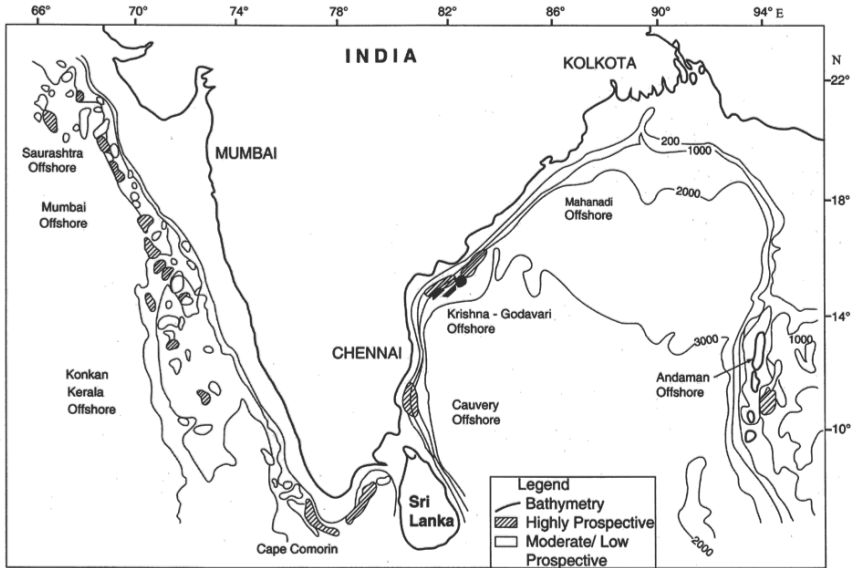 66° 70° 74° 78° 82° 86° 90° 94° E
INDIA
KOLKOTA
N
22°
MUMBAI
200
1000
Saurashtra
Offshore
2000
Mahanadi
Offshore
18°
Mumbai
Offshore
Krishna - Godavari
Offshore
14°
3000
1000
CHENNAI
Andaman
Offshore
Konkan
Kerala
Offshore
Cauvery
Offshore
10°
Sri
Lanka
Legend
Bathymetry
Highly Prospective
Moderate/ Low
Prospective
2000
Cape Comorin